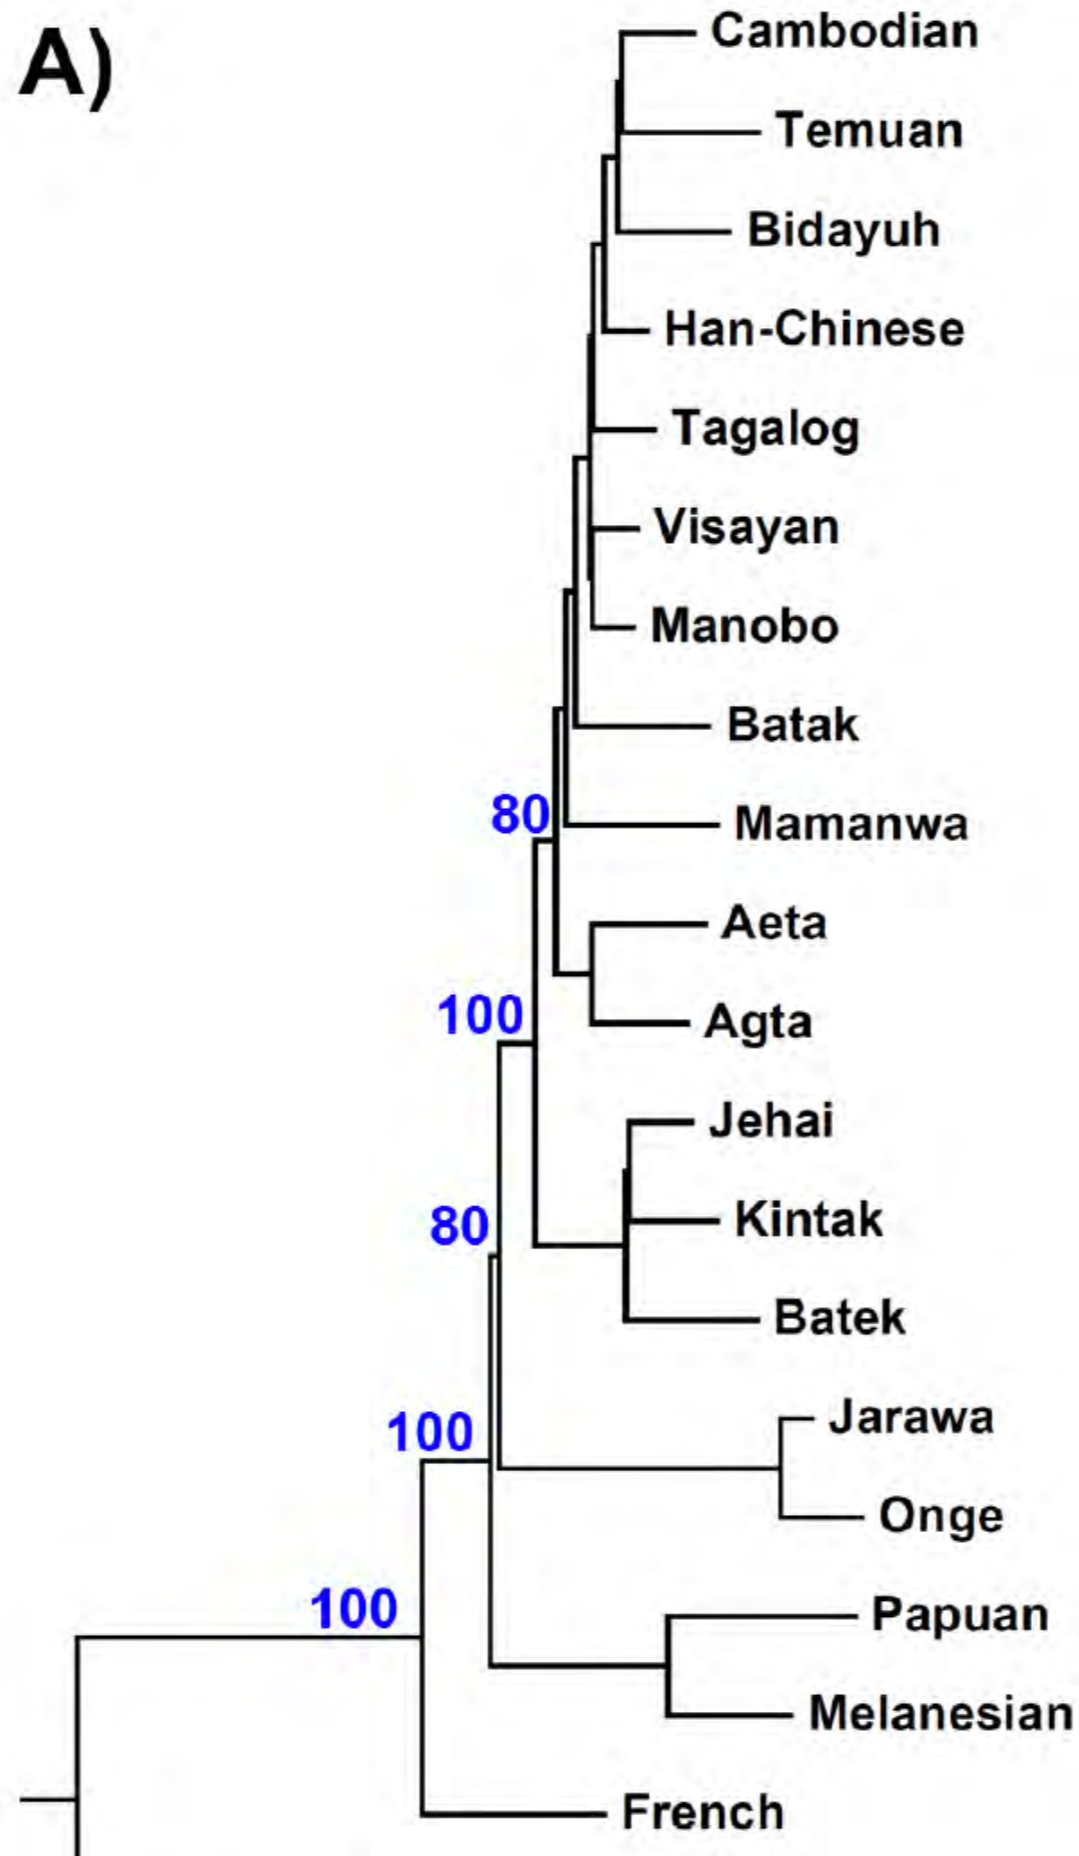 A)
Cambodian
Temuan
Bidayuh
Han-Chinese
Tagalog
Visayan
Manobo
Batak
80
Mamanwa
Aeta
100
Agta
Jehai
80
Kintak
Batek
Jarawa
100
Onge
100
Papuan
Melanesian
French